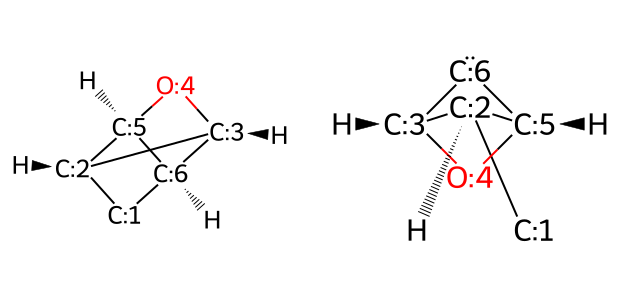 H O:4
C:5 C:3 H
H C:2 C:6
C:1 H
C̈:6
C:2
H C:3 C:5 H
O:4
H C:1